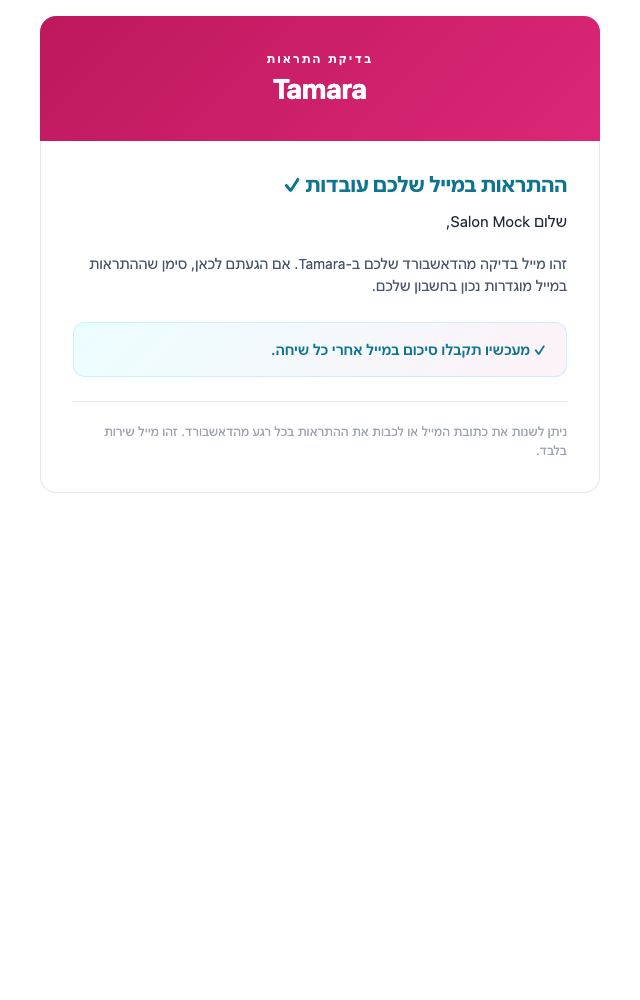 בדיקת התראות
Tamara
ההתראות במייל שלכם עובדות ✓
שלום Salon Mock,
זהו מייל בדיקה מהדאשבורד שלכם ב-Tamara. אם הגעתם לכאן, סימן שההתראות
במייל מוגדרות נכון בחשבון שלכם.
✓ מעכשיו תקבלו סיכום במייל אחרי כל שיחה.
ניתן לשנות את כתובת המייל או לכבות את ההתראות בכל רגע מהדאשבורד. זהו מייל שירות
בלבד.